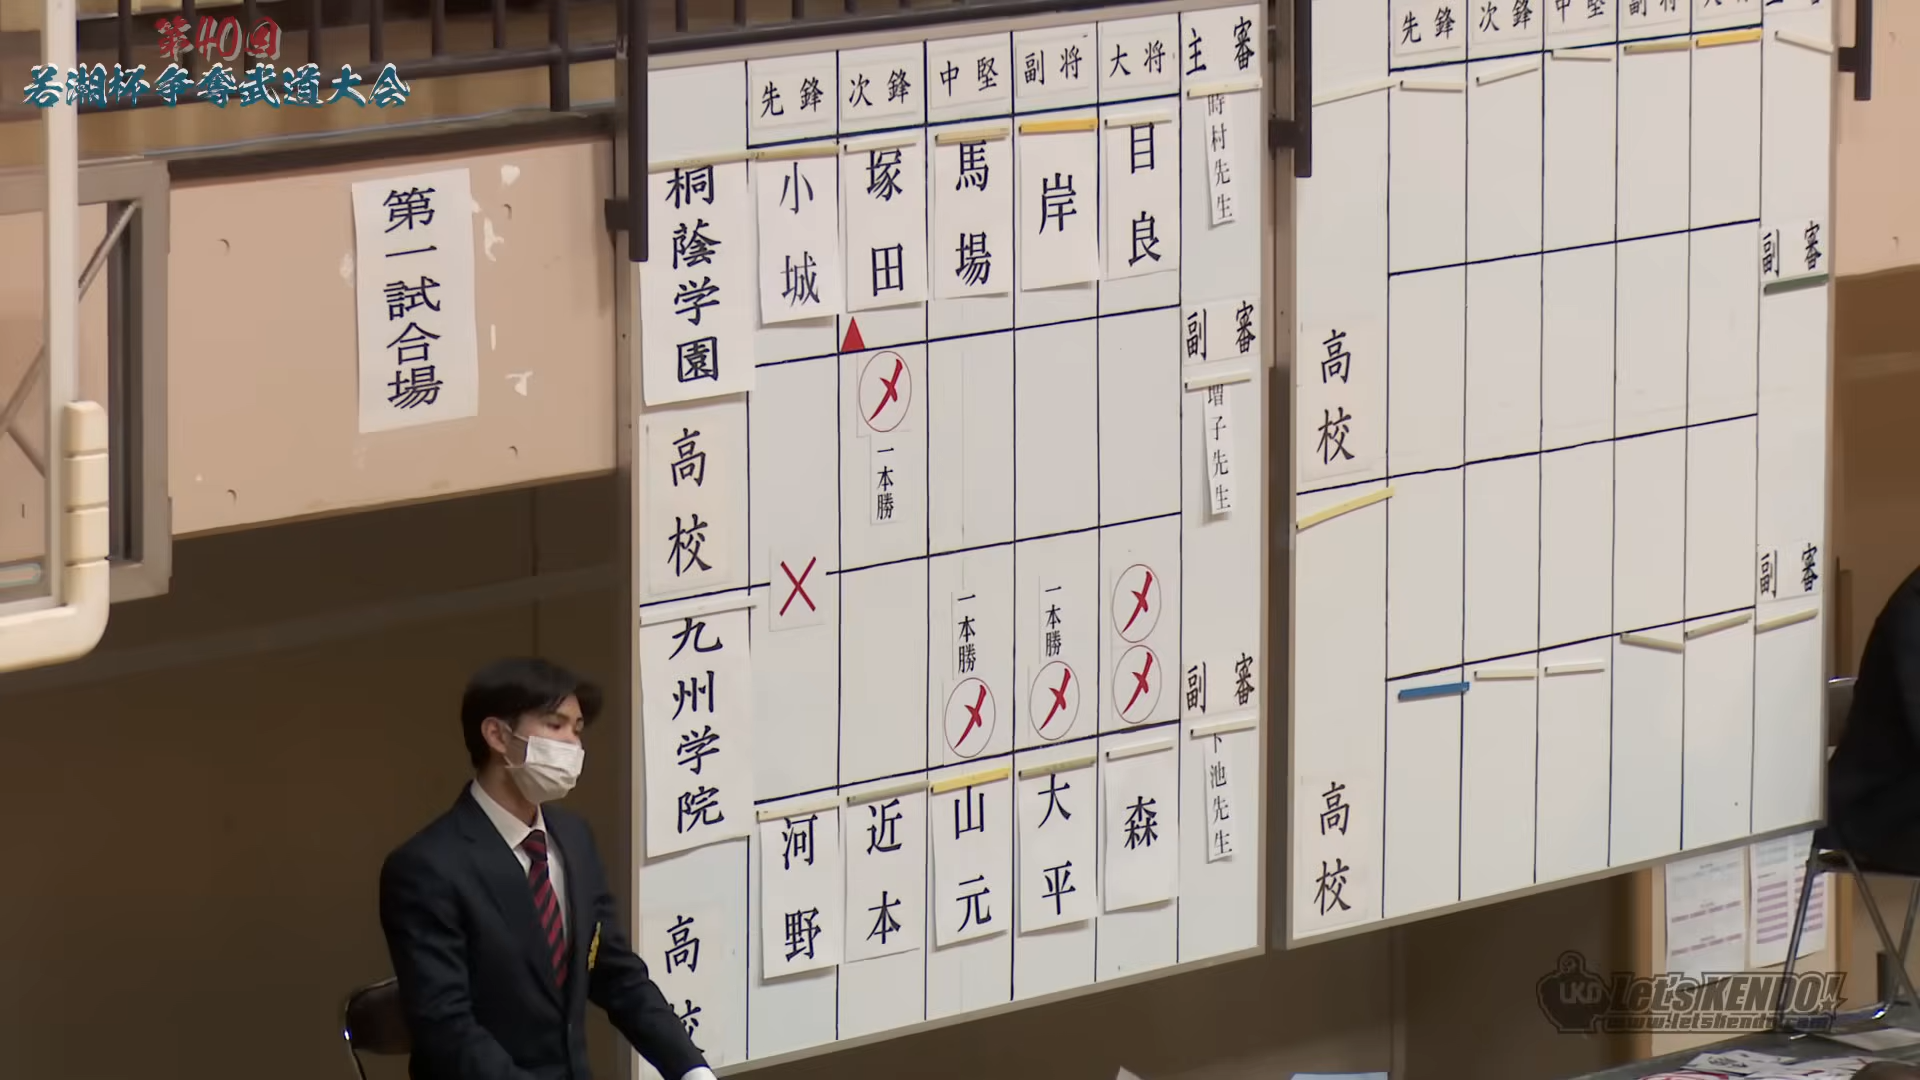 第40回
若潮杯争奪武道大会
第一試合場
先鋒
次鋒
中堅
副将
大将
主審
桐蔭学園
高校
小城
塚田
馬場
岸
目良
時村先生
メ
一本勝
副審
増子先生
九州学院
高校
一本勝
メ
一本勝
メ
メ
メ
副審
河野
近本
山元
大平
森
池先生
先鋒
次鋒
中堅
副将
高校
副審
高校
副審
LKD
Let's KENDO!
www.letskendo.com